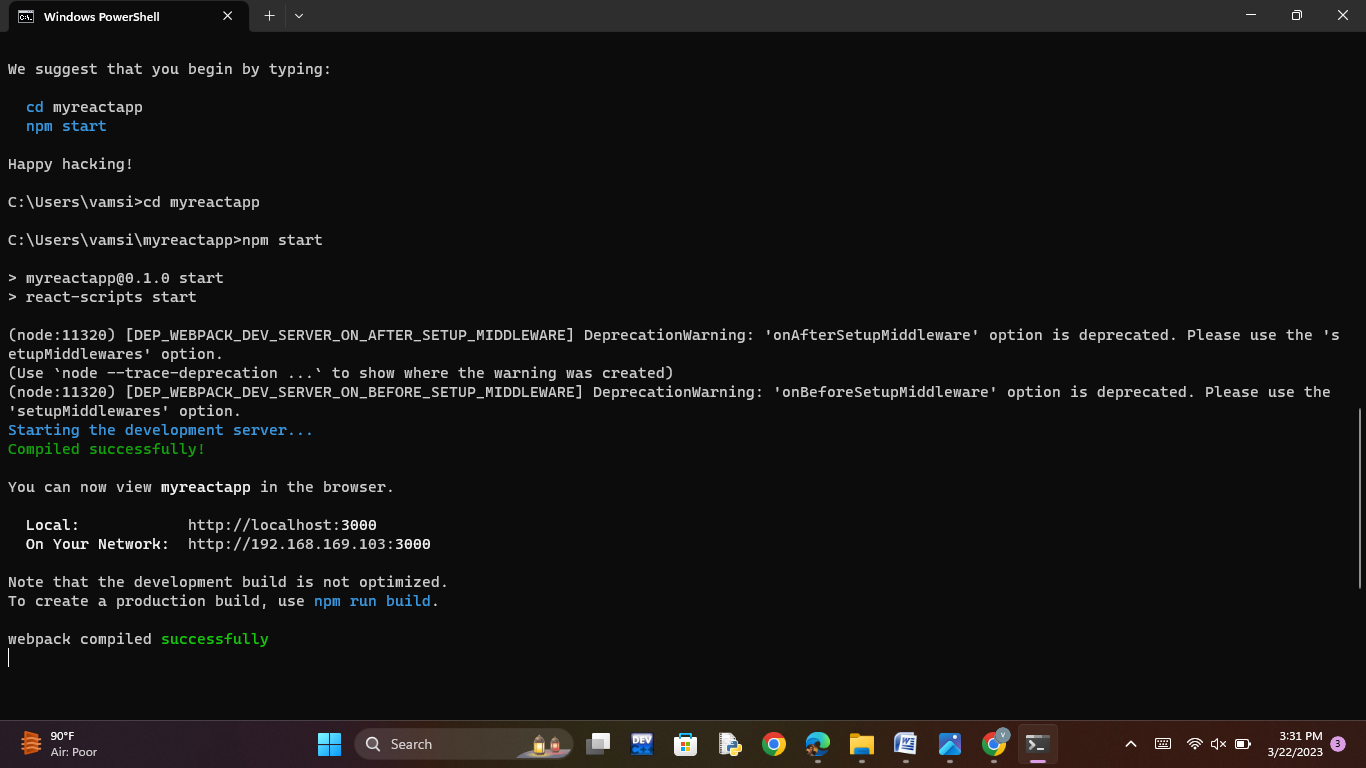 Windows PowerShell
We suggest that you begin by typing:
cd myreactapp
npm start
Happy hacking!
C:\Users\vamsi>cd myreactapp
C:\Users\vamsi\myreactapp>npm start
> myreactapp@0.1.0 start
> react-scripts start
(node:11320) [DEP_WEBPACK_DEV_SERVER_ON_AFTER_SETUP_MIDDLEWARE] DeprecationWarning: 'onAfterSetupMiddleware' option is deprecated. Please use the 's
etupMiddlewares' option.
(Use `node --trace-deprecation ...` to show where the warning was created)
(node:11320) [DEP_WEBPACK_DEV_SERVER_ON_BEFORE_SETUP_MIDDLEWARE] DeprecationWarning: 'onBeforeSetupMiddleware' option is deprecated. Please use the
'setupMiddlewares' option.
Starting the development server...
Compiled successfully!
You can now view myreactapp in the browser.
Local: http://localhost:3000
On Your Network: http://192.168.169.103:3000
Note that the development build is not optimized.
To create a production build, use npm run build.
webpack compiled successfully
90°F
Air: Poor
Search
DEV
V
3:31 PM
3/22/2023
3